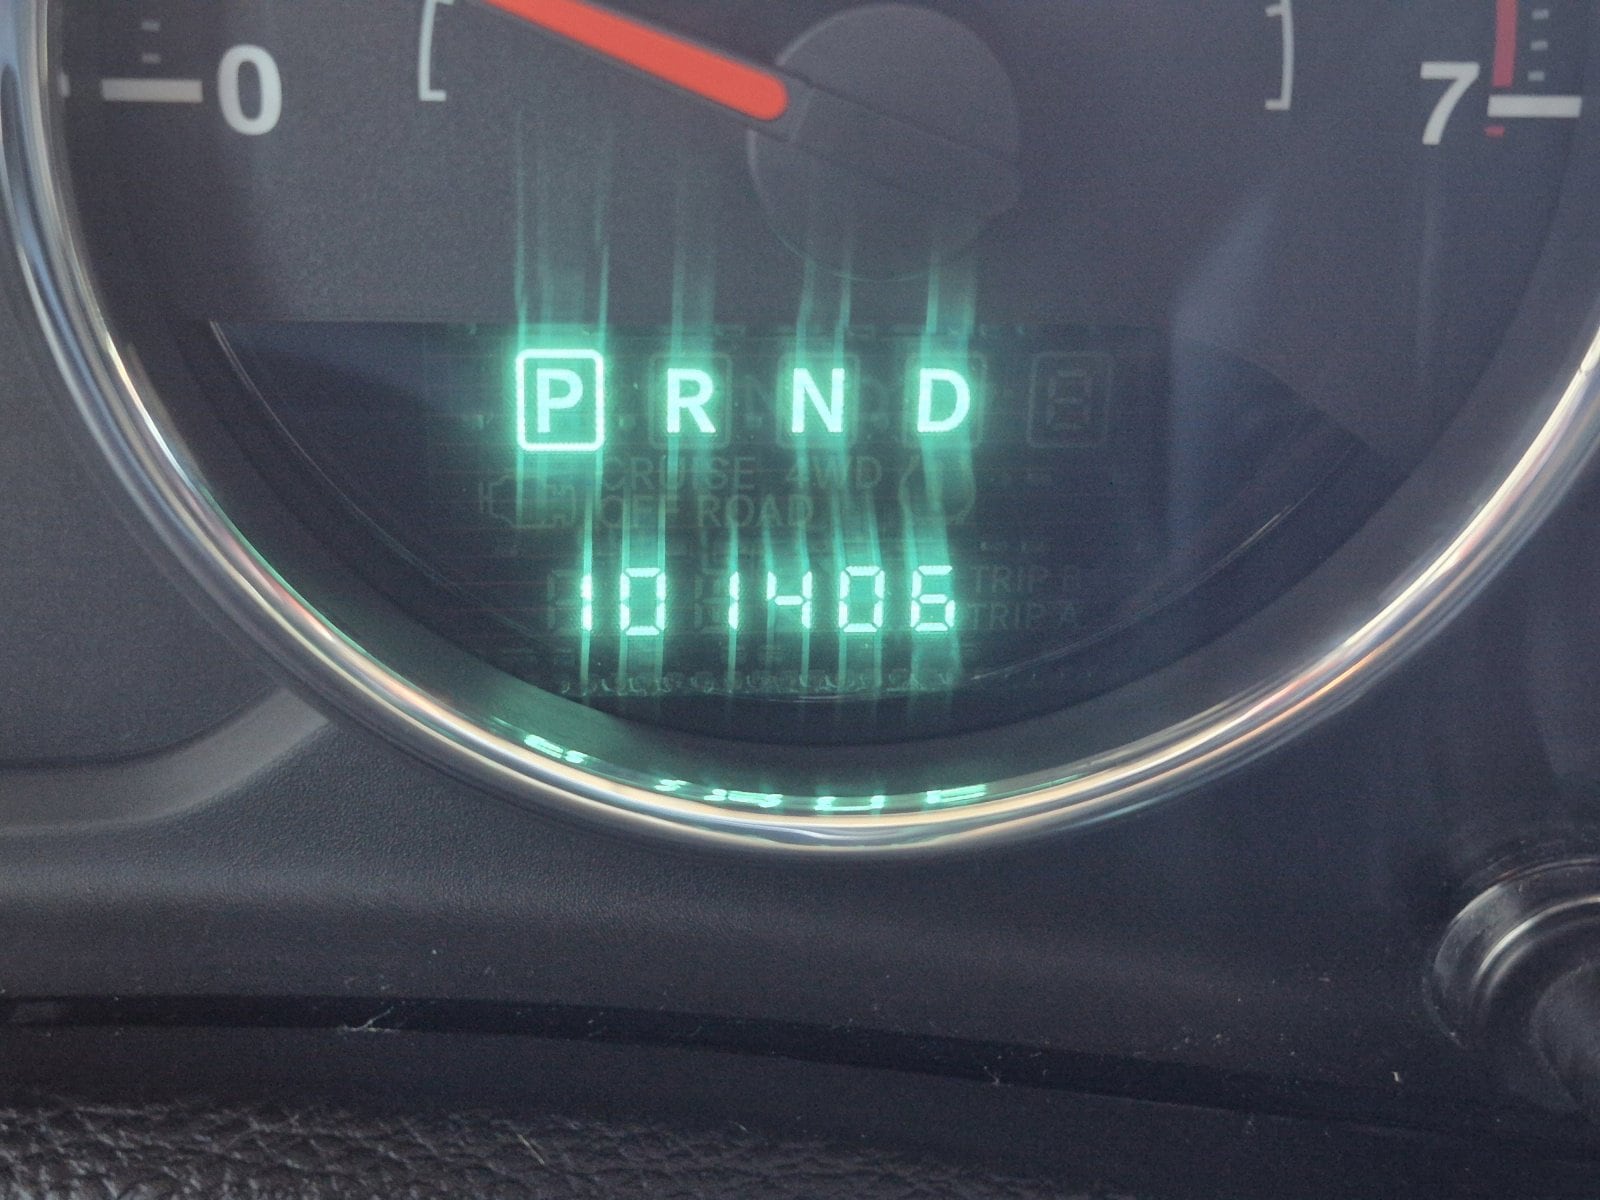 0 7
P R N D
CRUISE 4WD
OFF ROAD
TRIP B
101406 TRIP A